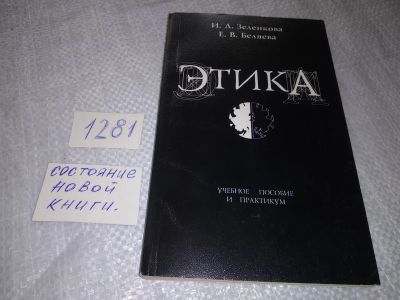 И. Л. Зеленкова
Е. В. Беляева
ЭТИКА
УЧЕБНОЕ ПОСОБИЕ
И ПРАКТИКУМ
1281
состояние
новой
книги.